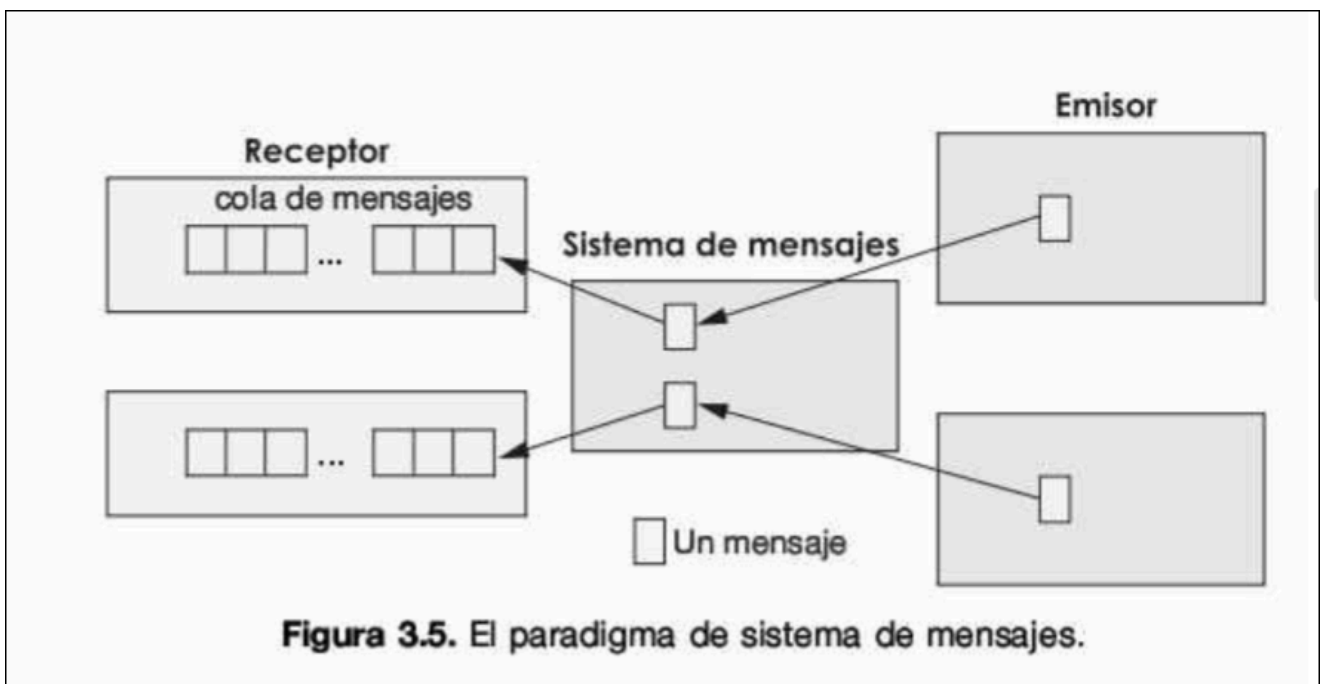 Emisor
Receptor
cola de mensajes
...
Sistema de mensajes
...
Un mensaje
Figura 3.5. El paradigma de sistema de mensajes.